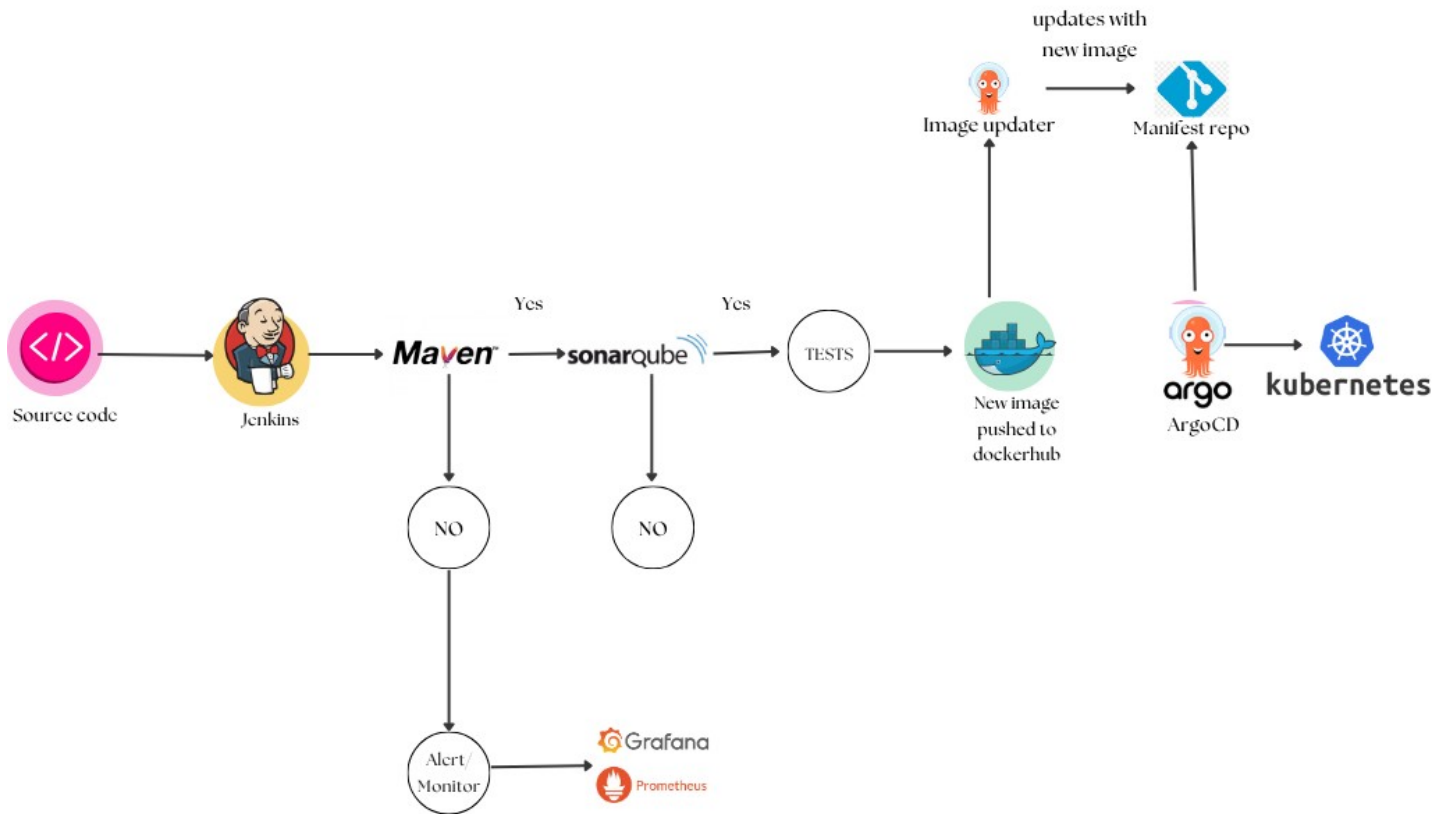 updates with
new image
Image updater
Manifest repo
Yes
Yes
</>
Maven™
sonarqube
TESTS
argo
kubernetes
Source code
Jenkins
New image
pushed to
dockerhub
ArgoCD
NO
NO
Alert/
Monitor
Grafana
Prometheus